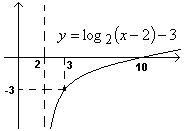 y = log₂(x − 2) − 3
2 3 10
-3